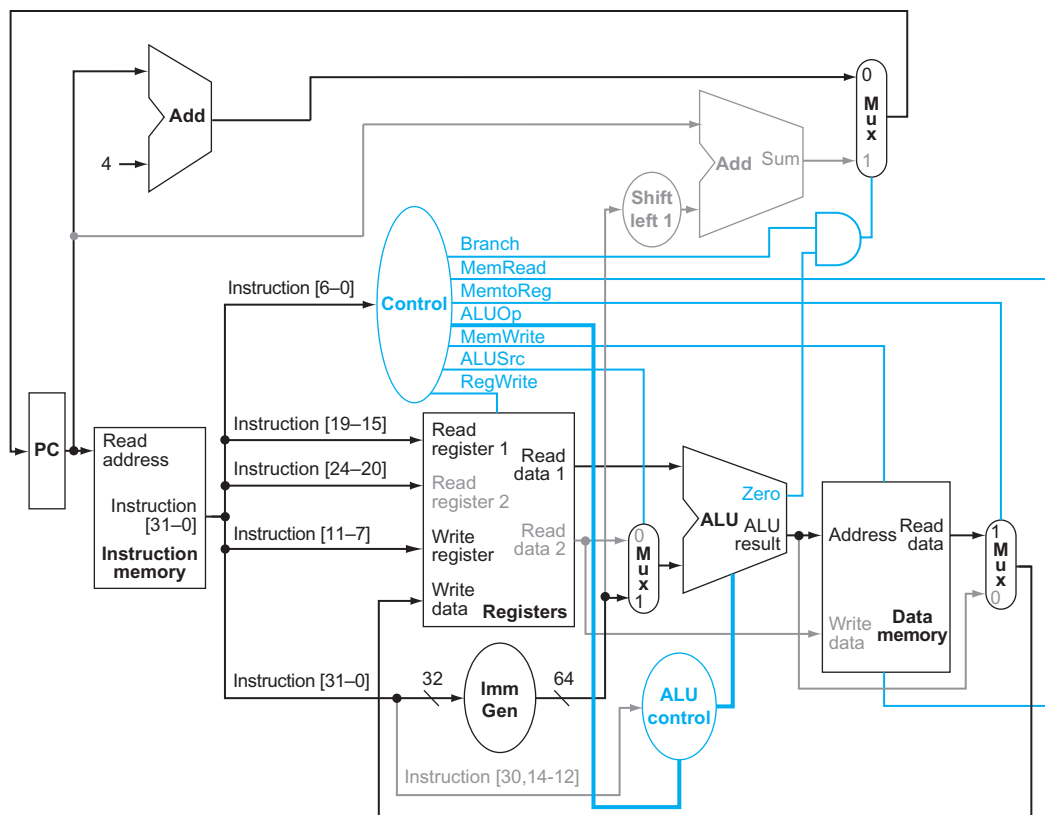 Add
4
0
Mux
1
Add
Sum
Shift
left 1
Branch
MemRead
MemtoReg
ALUOp
MemWrite
ALUSrc
RegWrite
Control
Instruction [6–0]
PC
Read
address
Instruction
[31–0]
Instruction
memory
Instruction [19–15]
Instruction [24–20]
Instruction [11–7]
Instruction [31–0]
Read
register 1
Read
register 2
Write
register
Write
data
Read
data 1
Read
data 2
Registers
0
Mux
1
Zero
ALU
ALU
result
Address
Read
data
Write
data
Data
memory
1
Mux
0
32
Imm
Gen
64
ALU
control
Instruction [30,14-12]